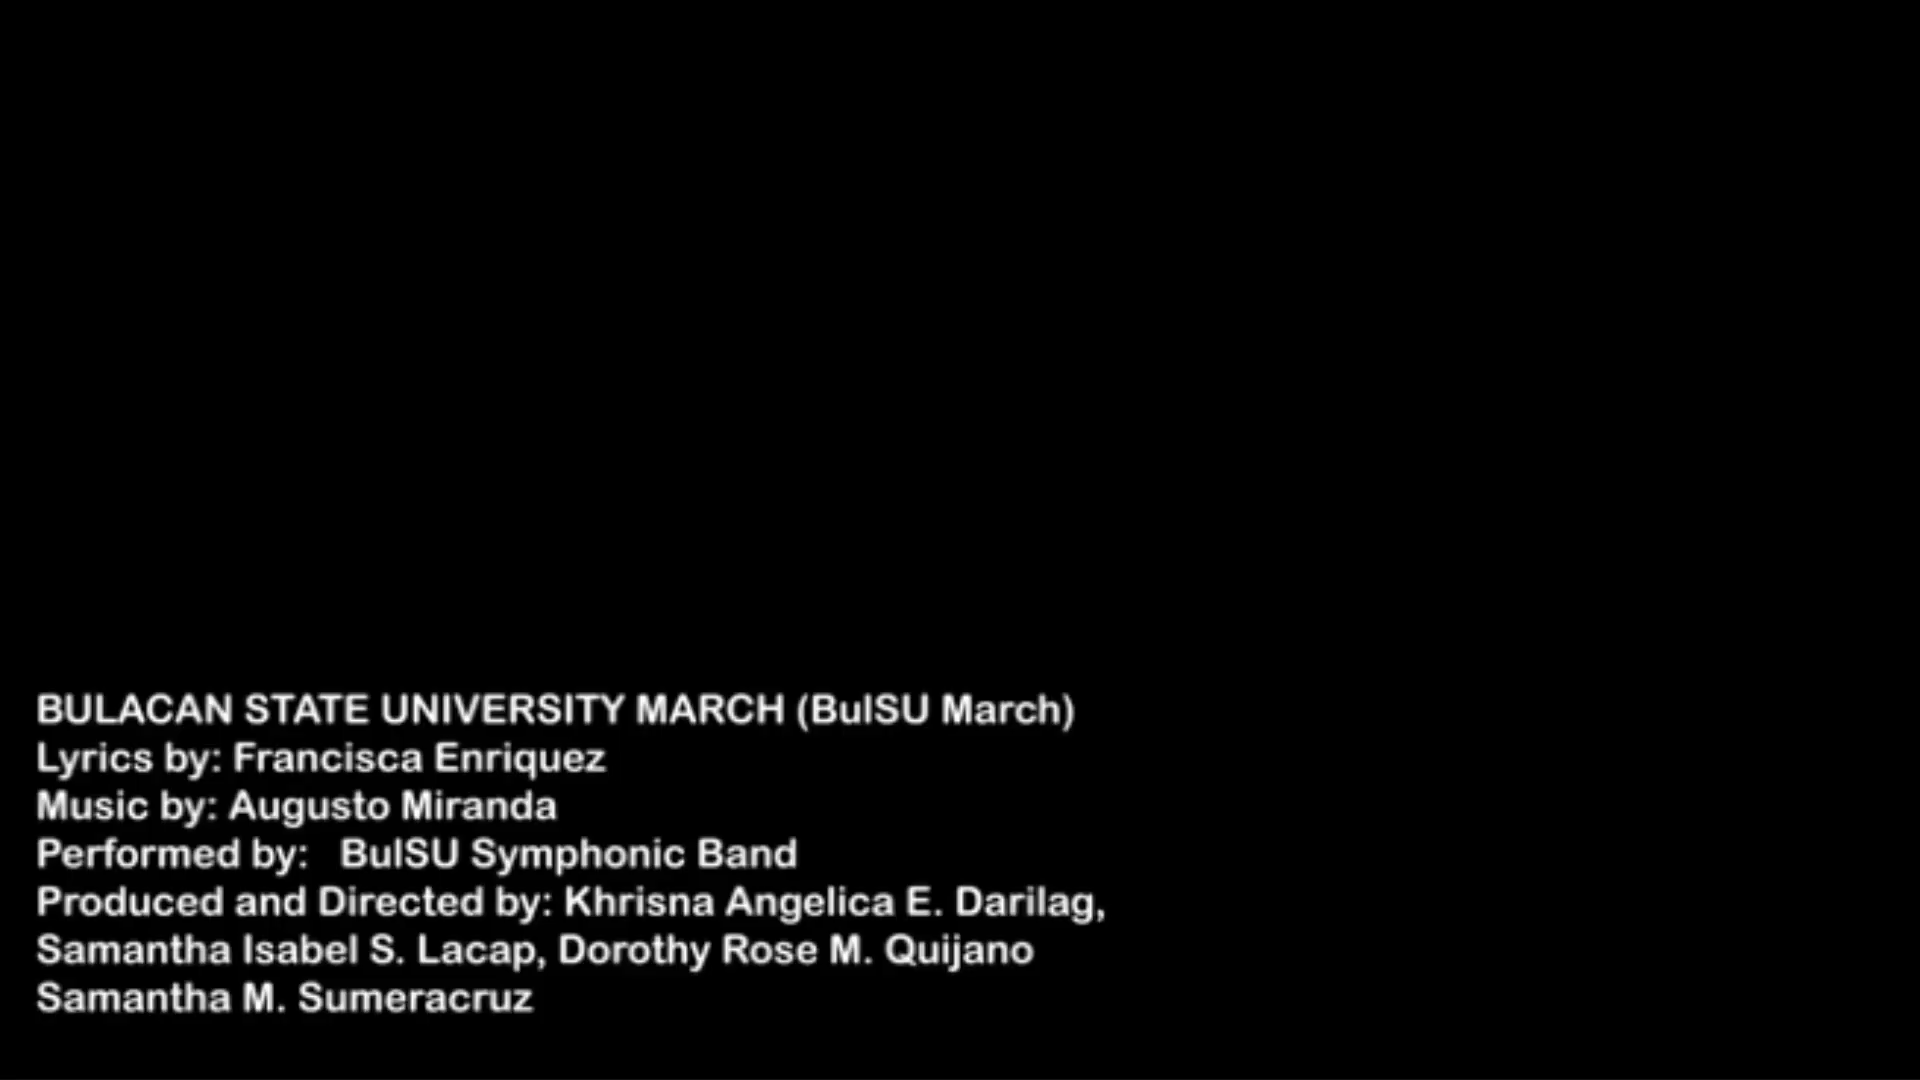 BULACAN STATE UNIVERSITY MARCH (BulSU March)
Lyrics by: Francisca Enriquez
Music by: Augusto Miranda
Performed by:   BulSU Symphonic Band
Produced and Directed by: Khrisna Angelica E. Darilag,
Samantha Isabel S. Lacap, Dorothy Rose M. Quijano
Samantha M. Sumeracruz